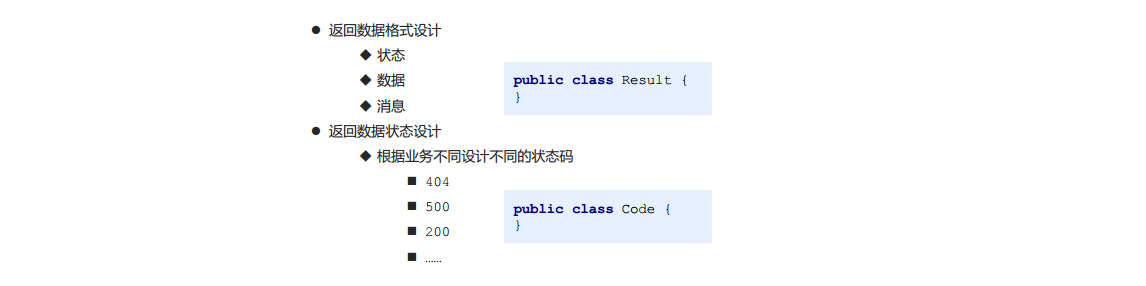 ● 返回数据格式设计
◆ 状态
◆ 数据
◆ 消息
public class Result {
}
● 返回数据状态设计
◆ 根据业务不同设计不同的状态码
■ 404
■ 500
■ 200
■ ……
public class Code {
}